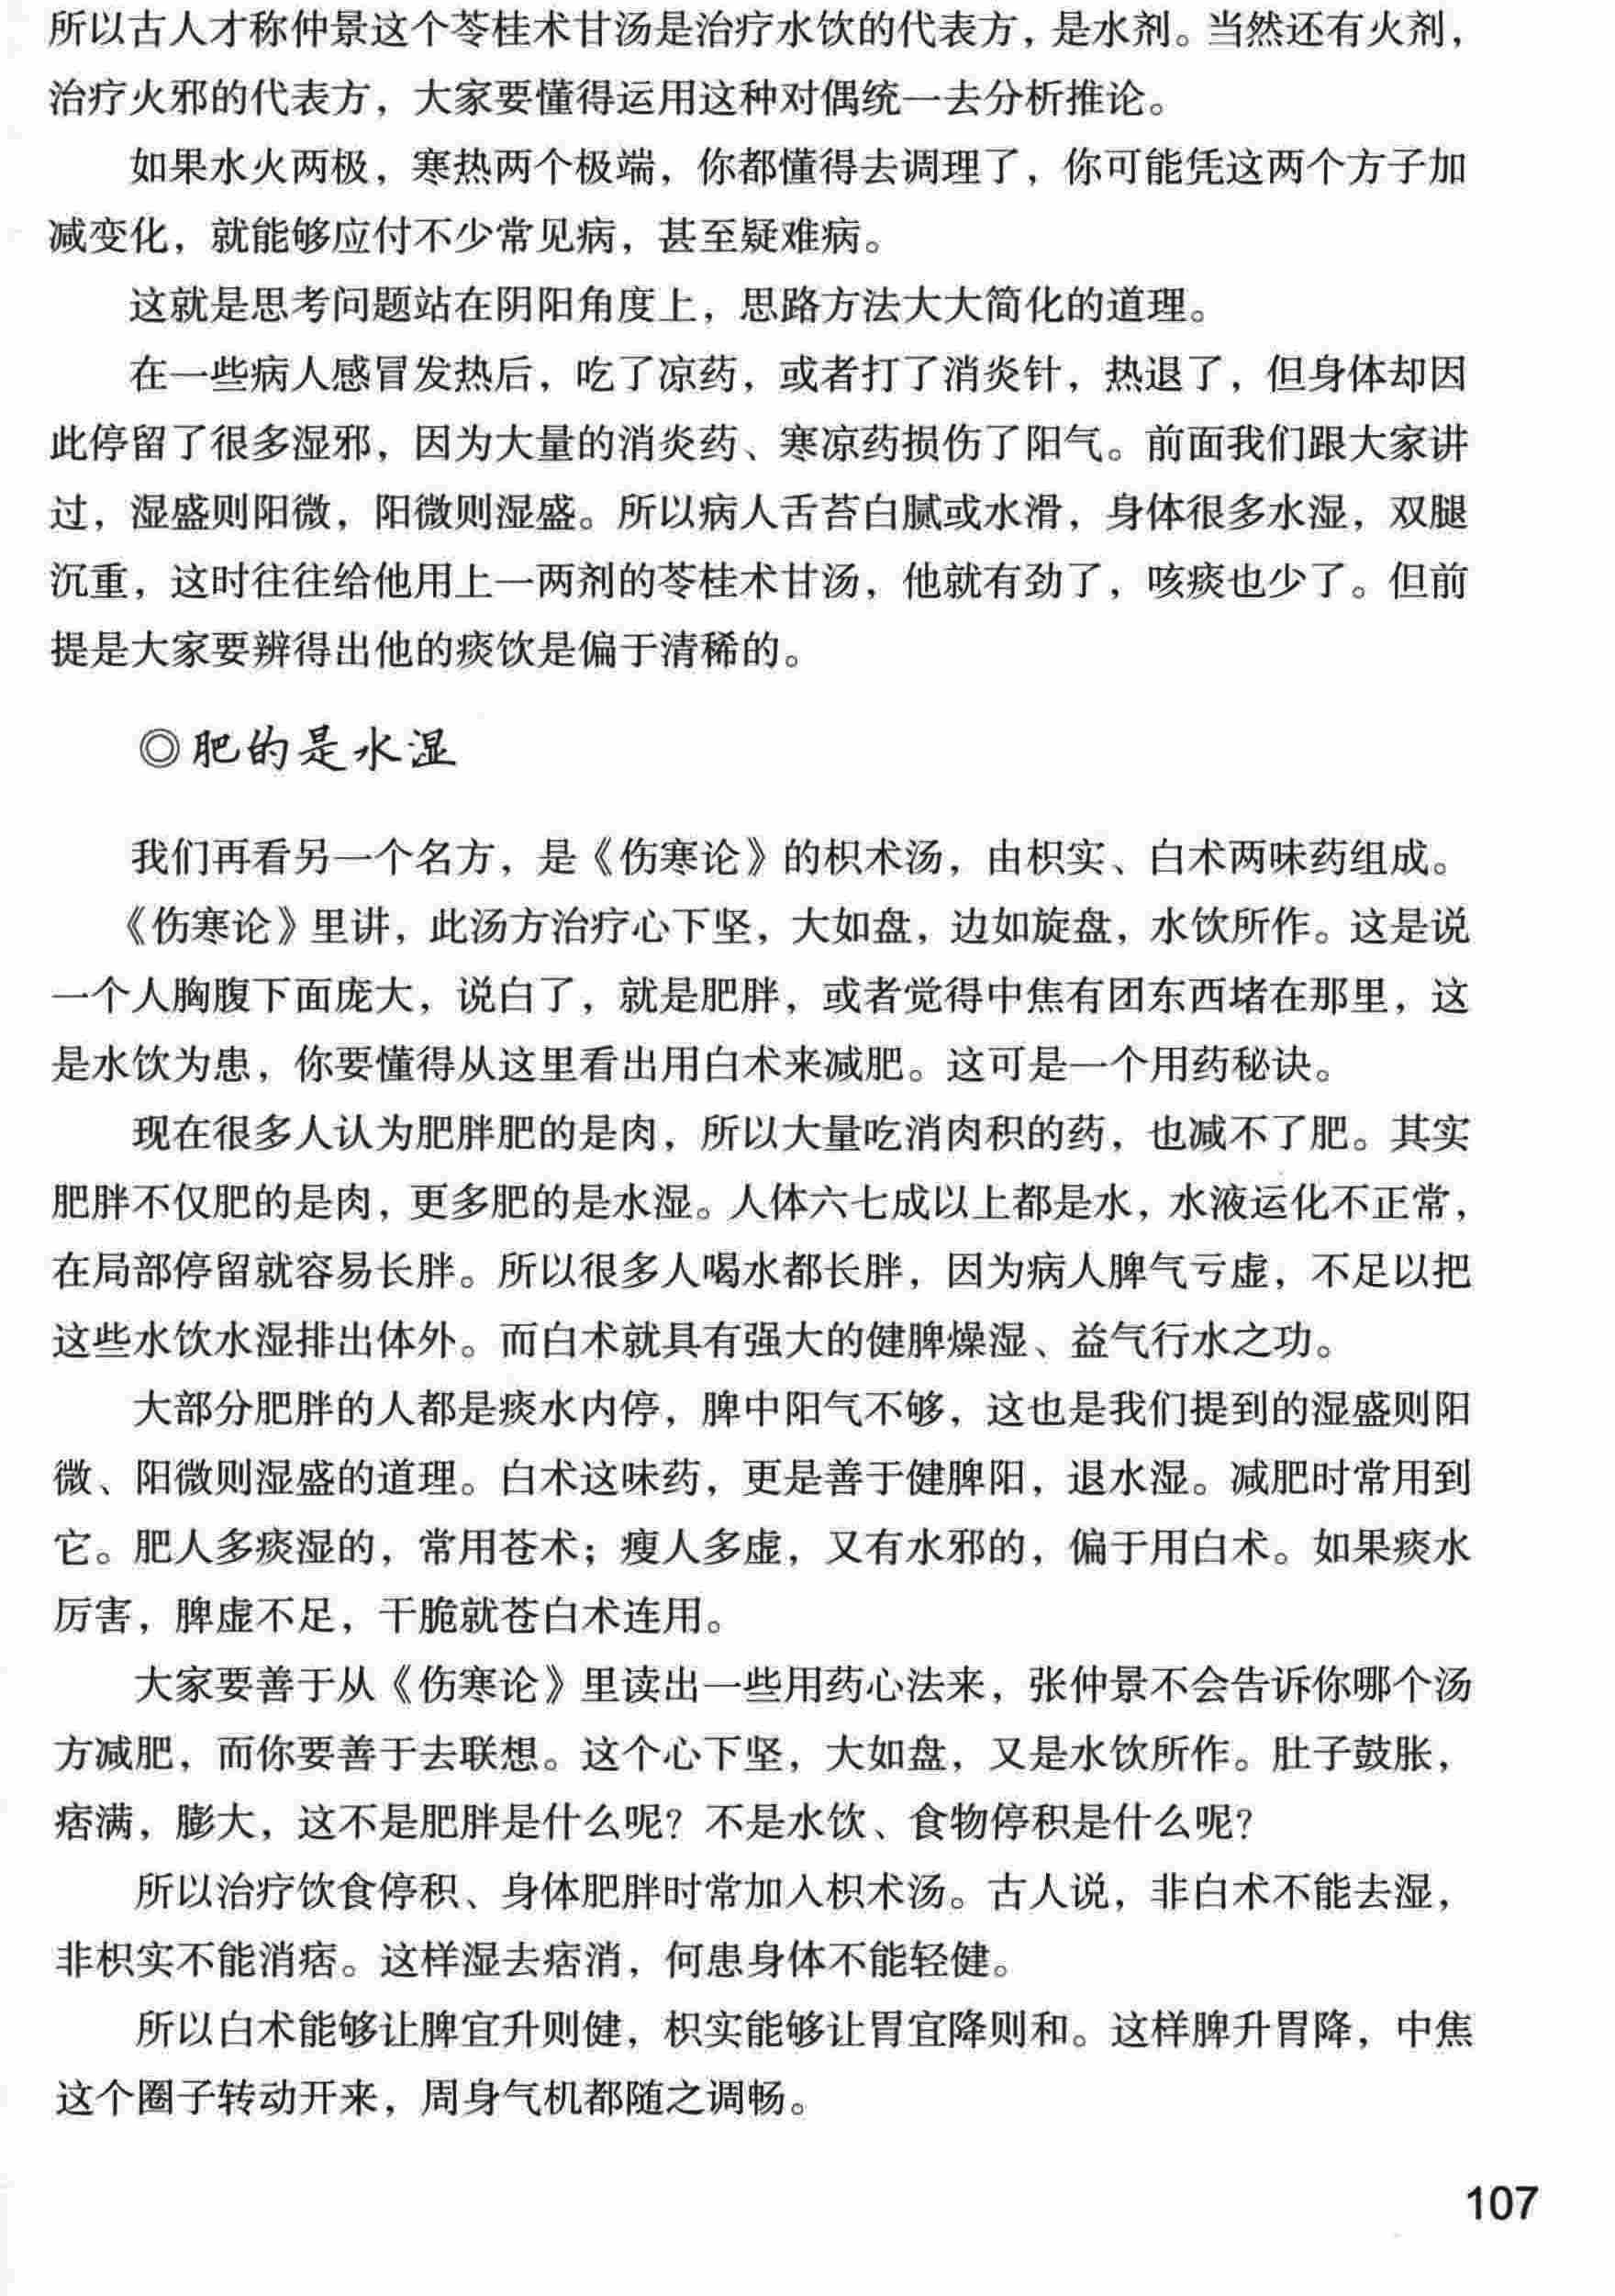 所以古人才称仲景这个苓桂术甘汤是治疗水饮的代表方，是水剂。当然还有火剂，
治疗火邪的代表方，大家要懂得运用这种对偶统一去分析推论。
如果水火两极，寒热两个极端，你都懂得去调理了，你可能凭这两个方子加
减变化，就能够应付不少常见病，甚至疑难病。
这就是思考问题站在阴阳角度上，思路方法大大简化的道理。
在一些病人感冒发热后，吃了凉药，或者打了消炎针，热退了，但身体却因
此停留了很多湿邪，因为大量的消炎药、寒凉药损伤了阳气。前面我们跟大家讲
过，湿盛则阳微，阳微则湿盛。所以病人舌苔白腻或水滑，身体很多水湿，双腿
沉重，这时往往给他用上一两剂的苓桂术甘汤，他就有劲了，咳痰也少了。但前
提是大家要辨得出他的痰饮是偏于清稀的。
◎肥的是水湿
我们再看另一个名方，是《伤寒论》的枳术汤，由枳实、白术两味药组成。
《伤寒论》里讲，此汤方治疗心下坚，大如盘，边如旋盘，水饮所作。这是说
一个人胸腹下面庞大，说白了，就是肥胖，或者觉得中焦有团东西堵在那里，这
是水饮为患，你要懂得从这里看出用白术来减肥。这可是一个用药秘诀。
现在很多人认为肥胖肥的是肉，所以大量吃消肉积的药，也减不了肥。其实
肥胖不仅肥的是肉，更多肥的是水湿。人体六七成以上都是水，水液运化不正常，
在局部停留就容易长胖。所以很多人喝水都长胖，因为病人脾气亏虚，不足以把
这些水饮水湿排出体外。而白术就具有强大的健脾燥湿、益气行水之功。
大部分肥胖的人都是痰水内停，脾中阳气不够，这也是我们提到的湿盛则阳
微、阳微则湿盛的道理。白术这味药，更是善于健脾阳，退水湿。减肥时常用到
它。肥人多痰湿的，常用苍术；瘦人多虚，又有水邪的，偏于用白术。如果痰水
厉害，脾虚不足，干脆就苍白术连用。
大家要善于从《伤寒论》里读出一些用药心法来，张仲景不会告诉你哪个汤
方减肥，而你要善于去联想。这个心下坚，大如盘，又是水饮所作。肚子鼓胀，
痞满，膨大，这不是肥胖是什么呢？不是水饮、食物停积是什么呢？
所以治疗饮食停积、身体肥胖时常加入枳术汤。古人说，非白术不能去湿，
非枳实不能消痞。这样湿去痞消，何患身体不能轻健。
所以白术能够让脾宜升则健，枳实能够让胃宜降则和。这样脾升胃降，中焦
这个圈子转动开来，周身气机都随之调畅。
107